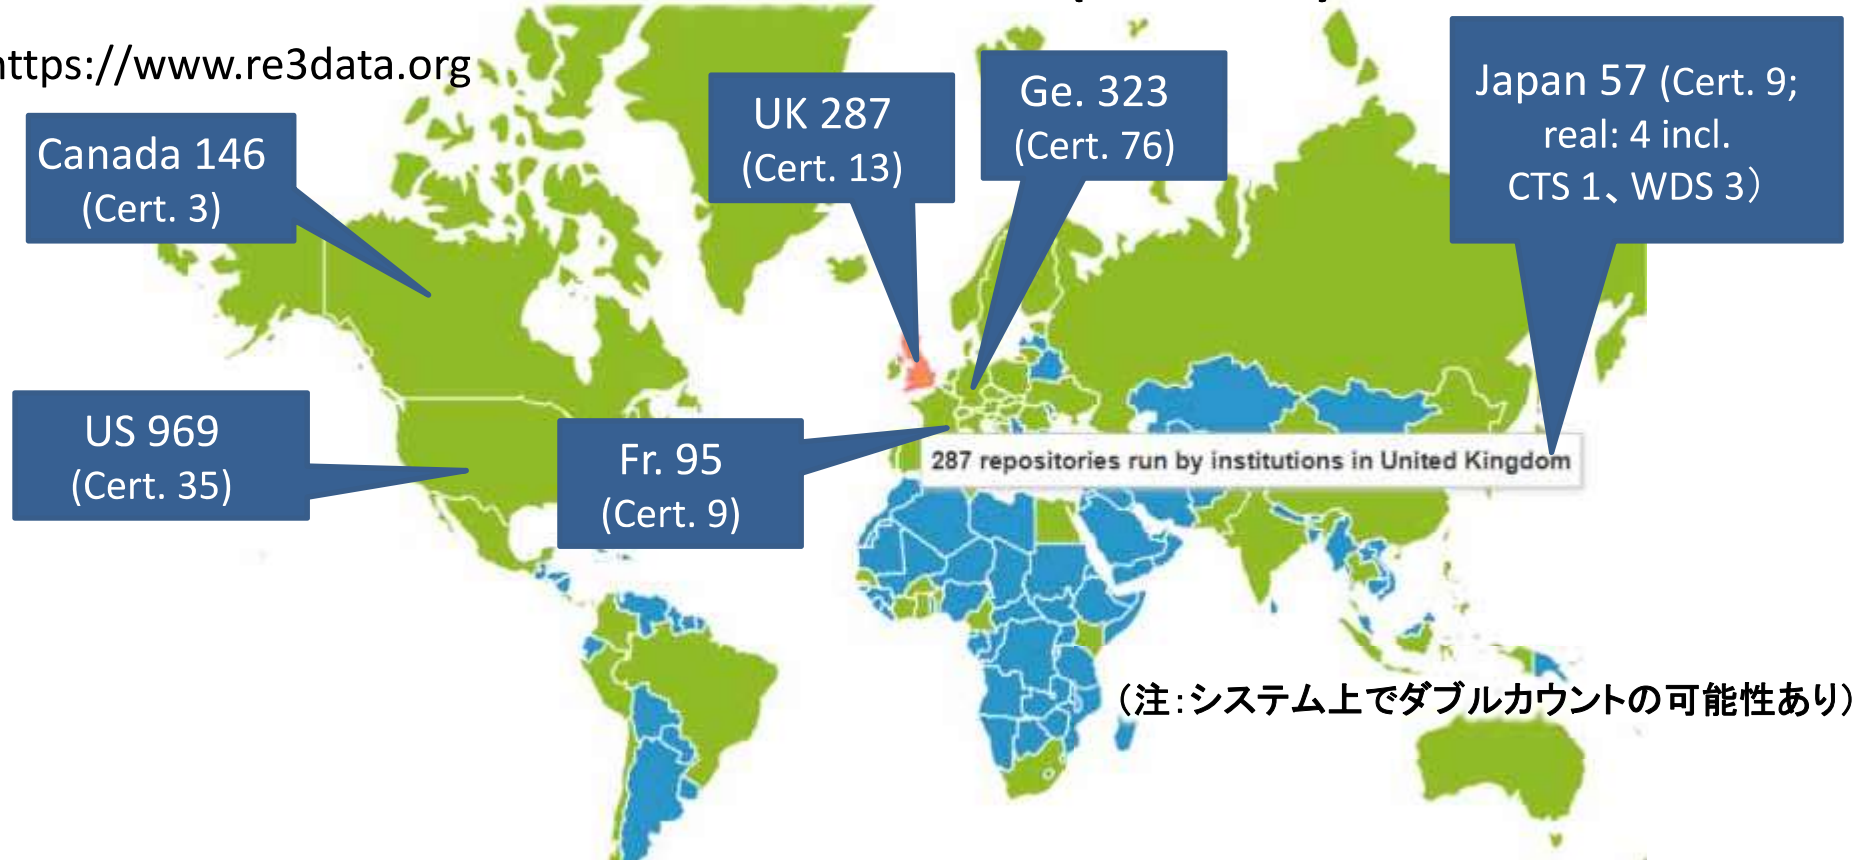 https://www.re3data.org
Canada 146
(Cert. 3)
UK 287
(Cert. 13)
Ge. 323
(Cert. 76)
Japan 57 (Cert. 9;
real: 4 incl.
CTS 1、WDS 3）
US 969
(Cert. 35)
Fr. 95
(Cert. 9)
287 repositories run by institutions in United Kingdom
（注：システム上でダブルカウントの可能性あり）